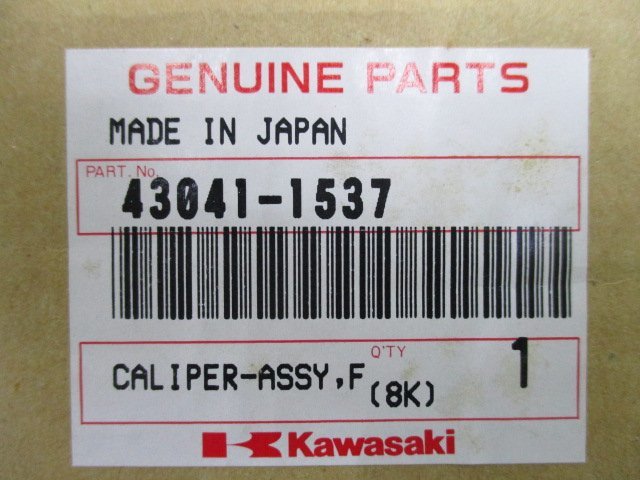 GENUINE PARTS
MADE IN JAPAN
PART. No.
43041-1537
Q'TY
CALIPER-ASSY,F
(8K)
1
Kawasaki